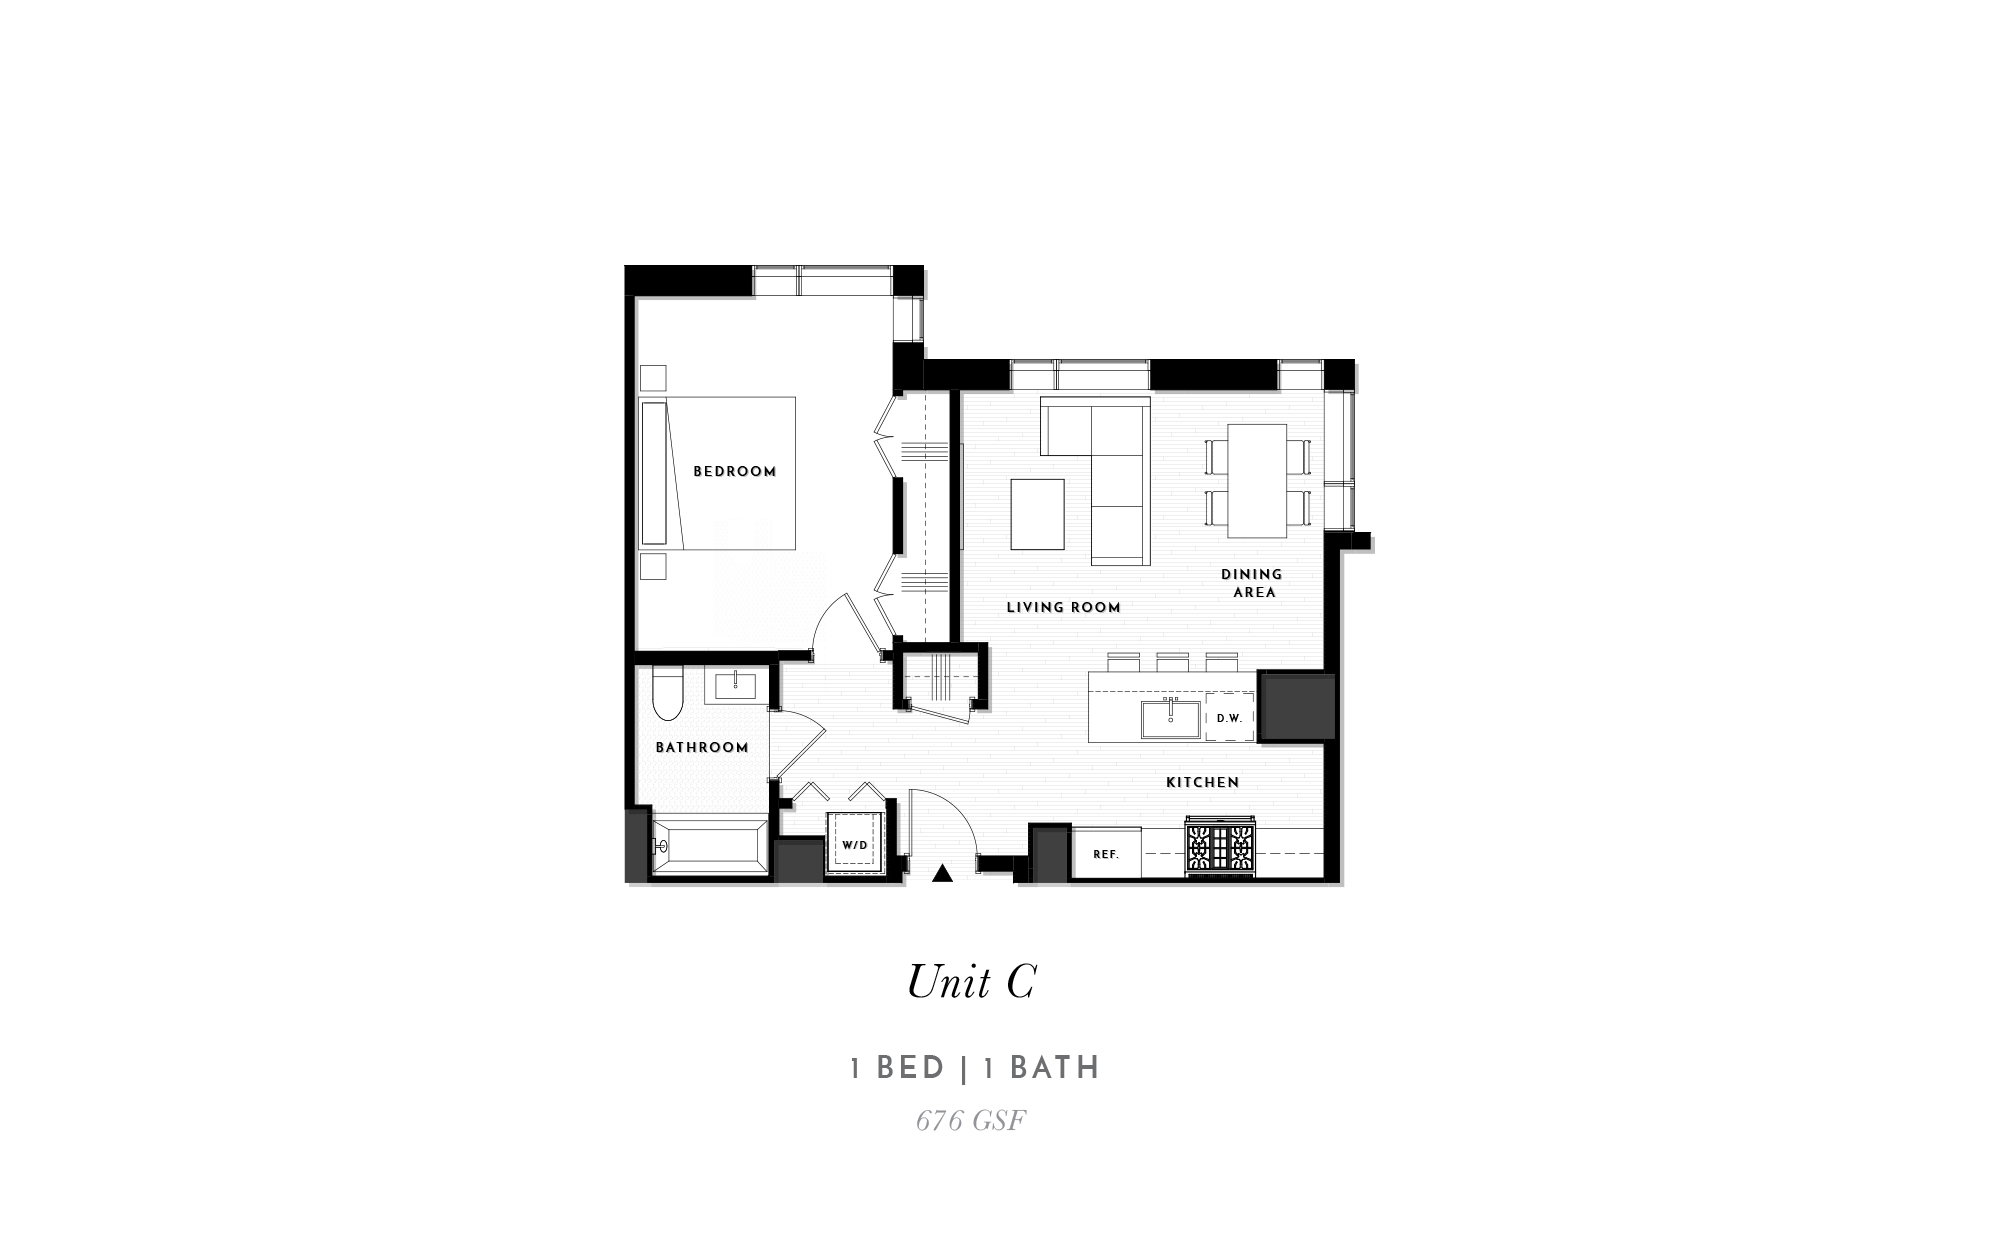 BEDROOM
DINING
AREA
LIVING ROOM
D.W.
BATHROOM
KITCHEN
W/D
REF.
Unit C
1 BED | 1 BATH
676 GSF